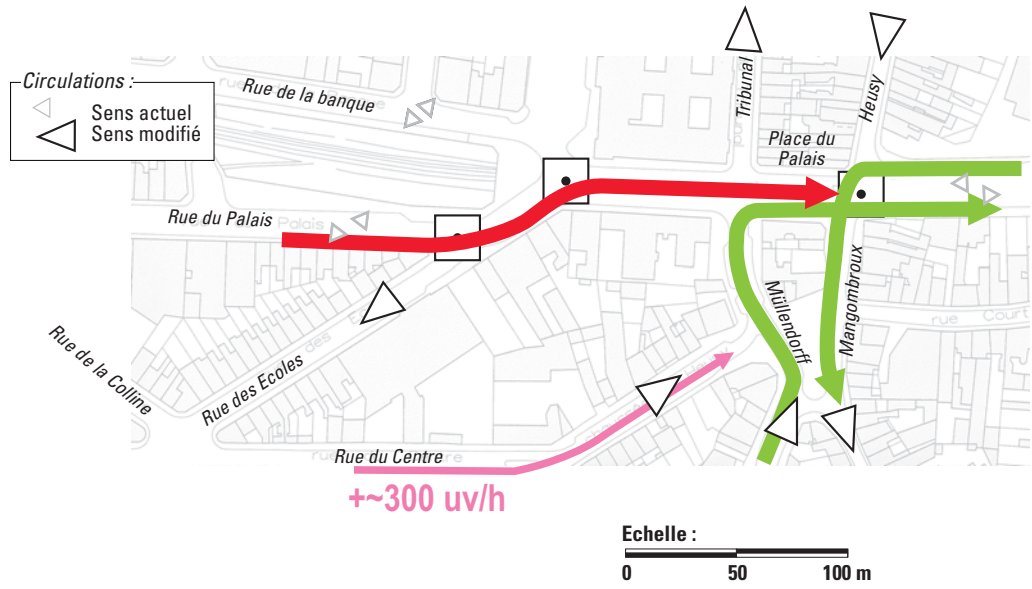 Circulations :
Sens actuel
Sens modifié
Rue de la banque
Tribunal
Heusy
Place du
Palais
Rue du Palais
Palais
Müllendorff
Mangombroux
rue Court
Rue de la Colline
Rue des Ecoles
des
Rue du Centre
+~300 uv/h
Echelle :
0 50 100 m